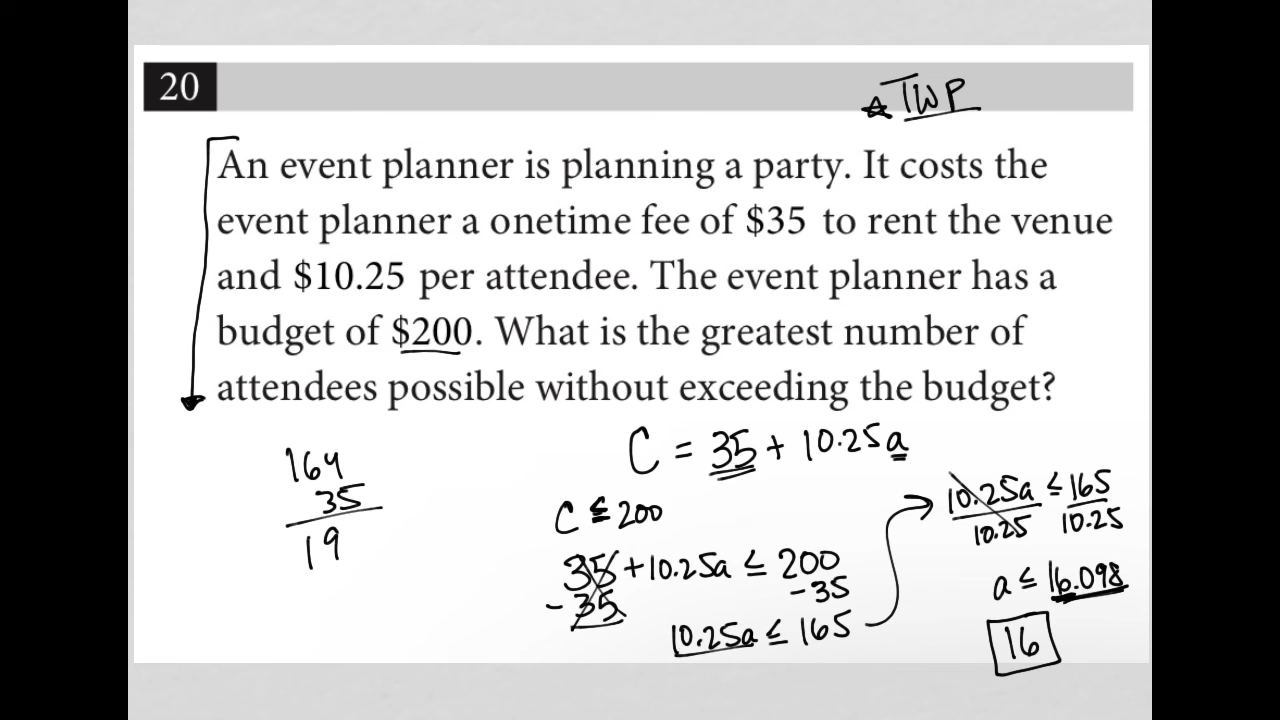 20
TWP
An event planner is planning a party. It costs the
event planner a onetime fee of $35 to rent the venue
and $10.25 per attendee. The event planner has a
budget of $200. What is the greatest number of
attendees possible without exceeding the budget?
164
35
19
C = 35 + 10.25a
C ≤ 200
35 + 10.25a ≤ 200
- 35 - 35
10.25a ≤ 165
10.25a ≤ 165
10.25 10.25
a ≤ 16.098
16